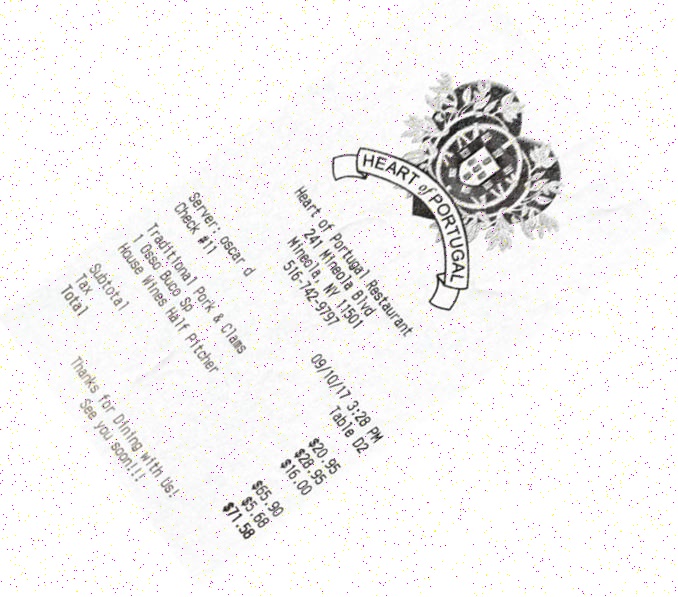 HEART of PORTUGAL
Heart of Portugal Restaurant
241 Mineola Blvd
Mineola, NY 11501
516-742-9797
Server: oscar d 09/10/17 3:28 PM
Check #11 Table D2
Traditional Pork & Clams $20.95
1 Osso Buco Sp $28.95
House Wines Half Pitcher $16.00
Subtotal $65.90
Tax $5.68
Total $71.58
Thanks for Dining with Us!
See you soon!!!